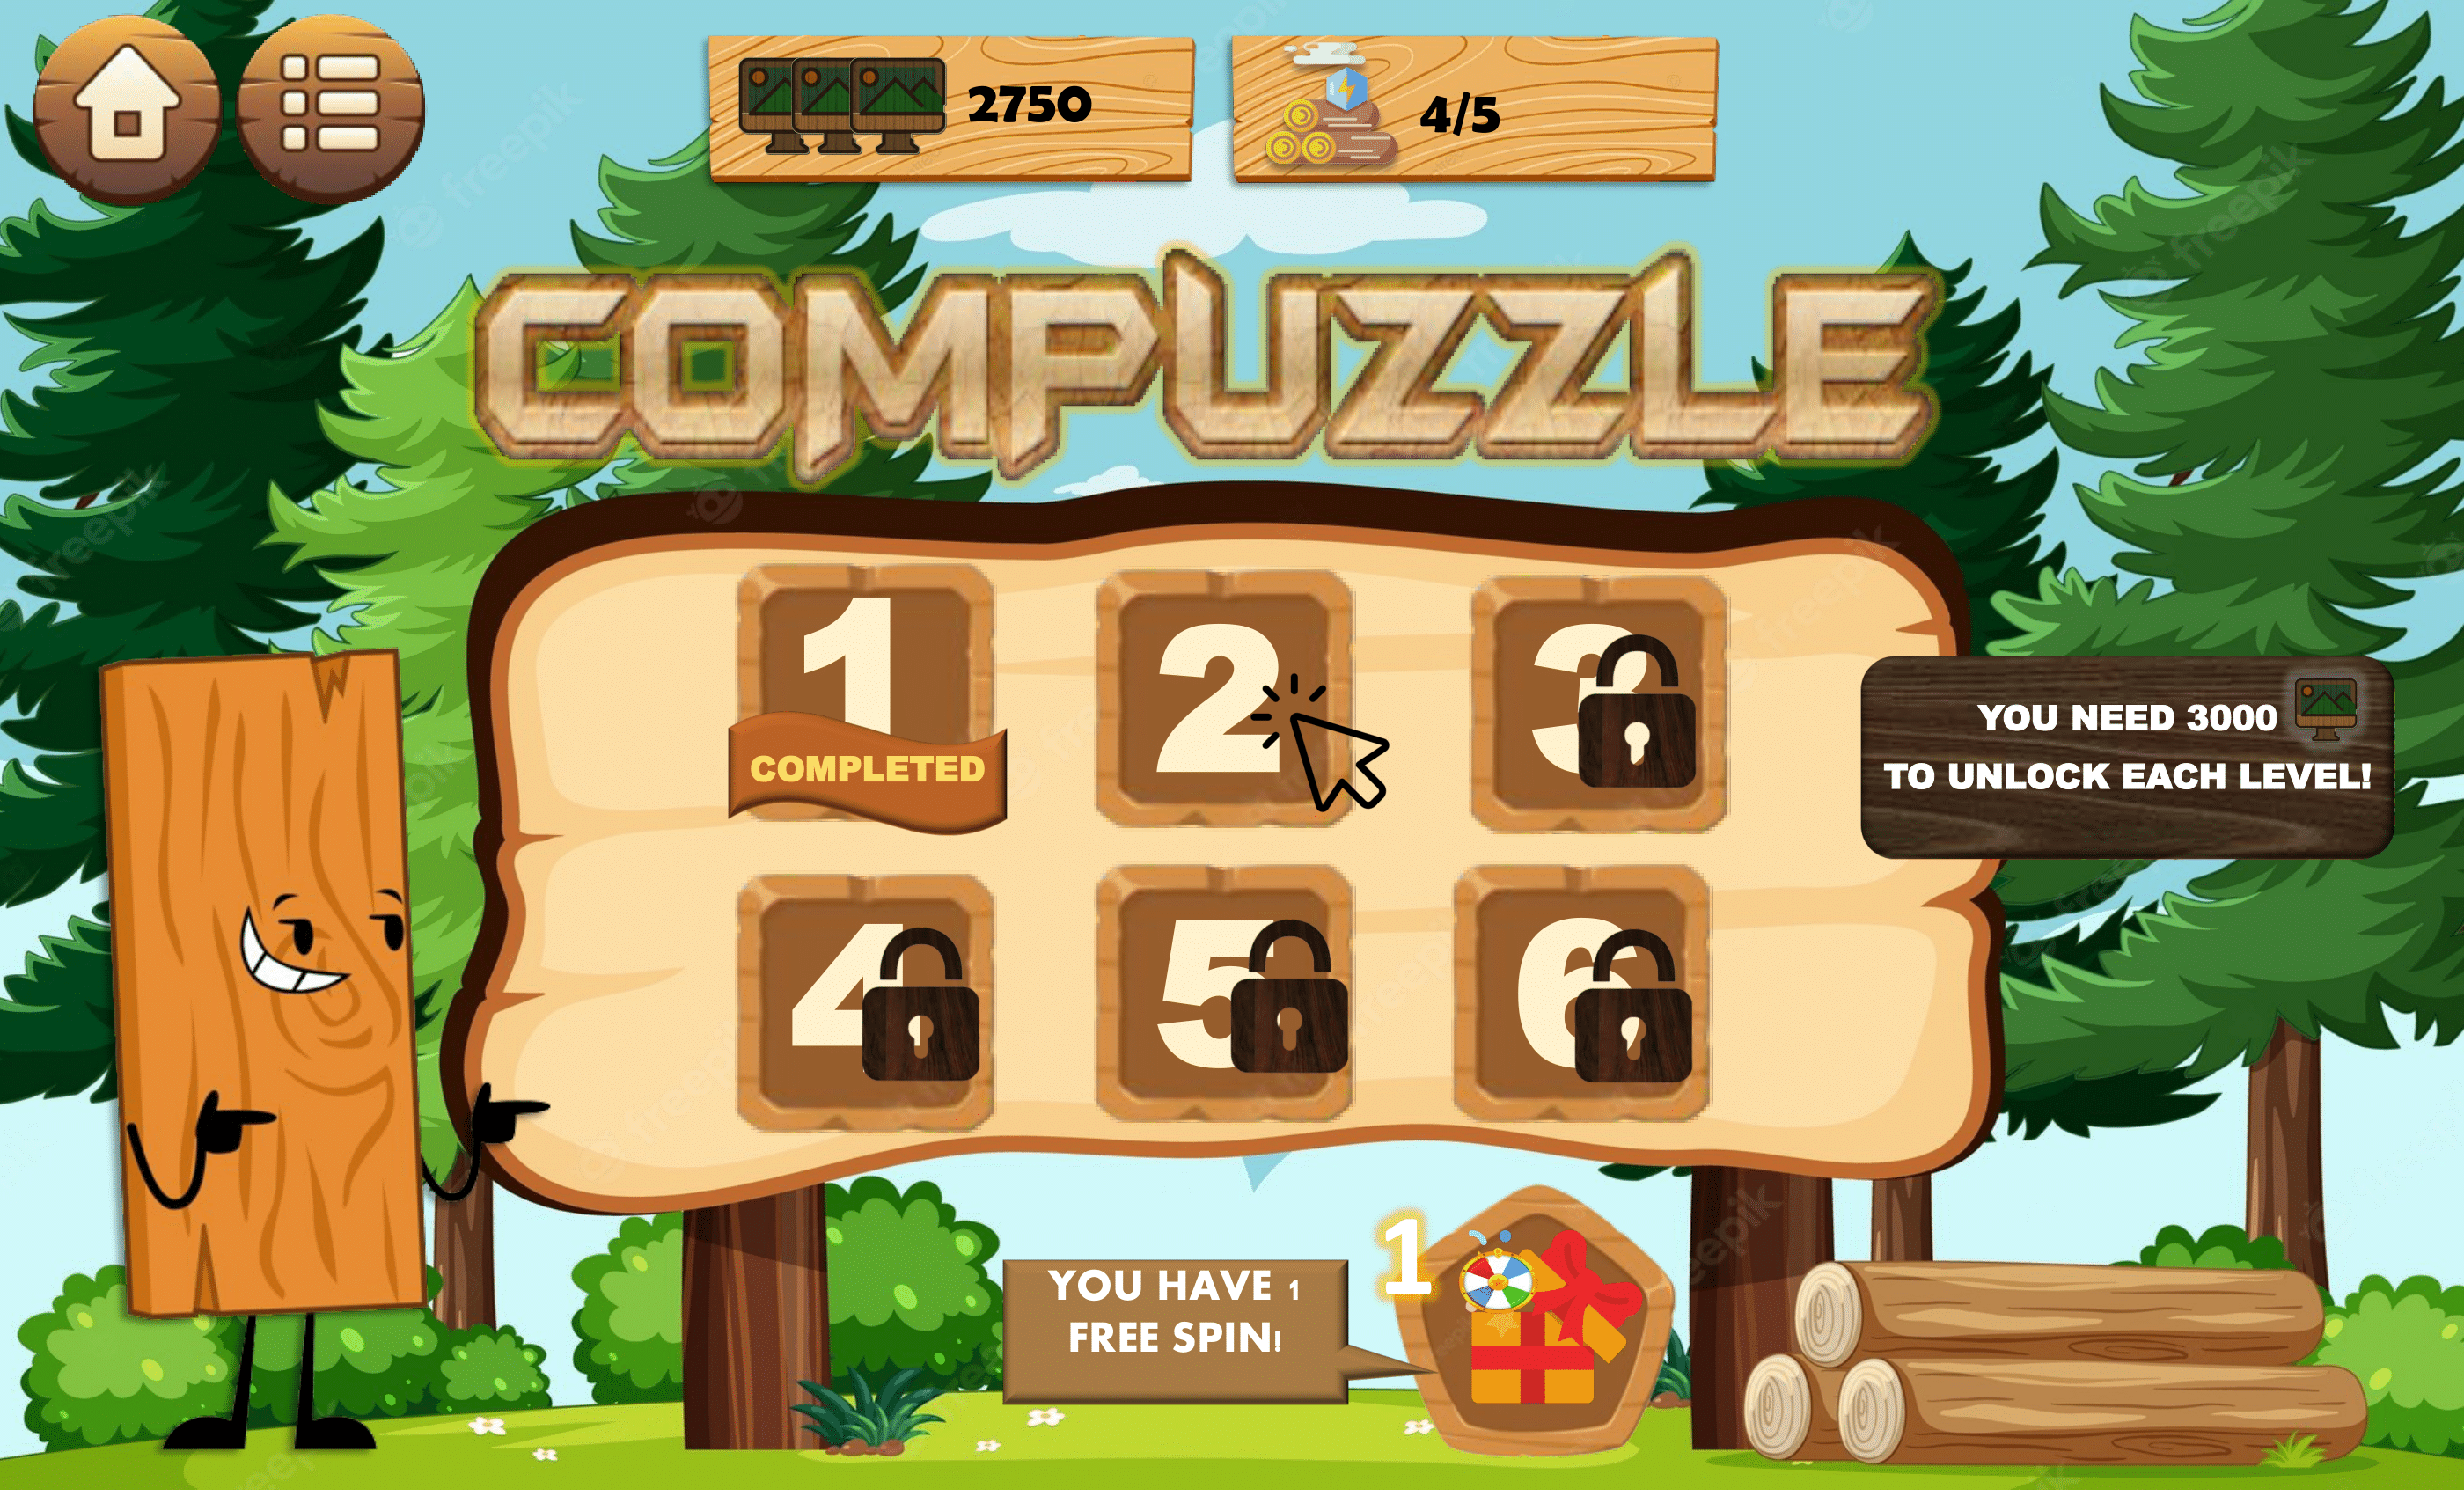 2750
4/5
COMPUZZLE
1
2
3
COMPLETED
YOU NEED 3000
TO UNLOCK EACH LEVEL!
4
5
6
1
YOU HAVE 1
FREE SPIN!
freepik